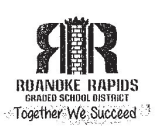 RR
ROANOKE RAPIDS
GRADED SCHOOL DISTRICT
Together We Succeed